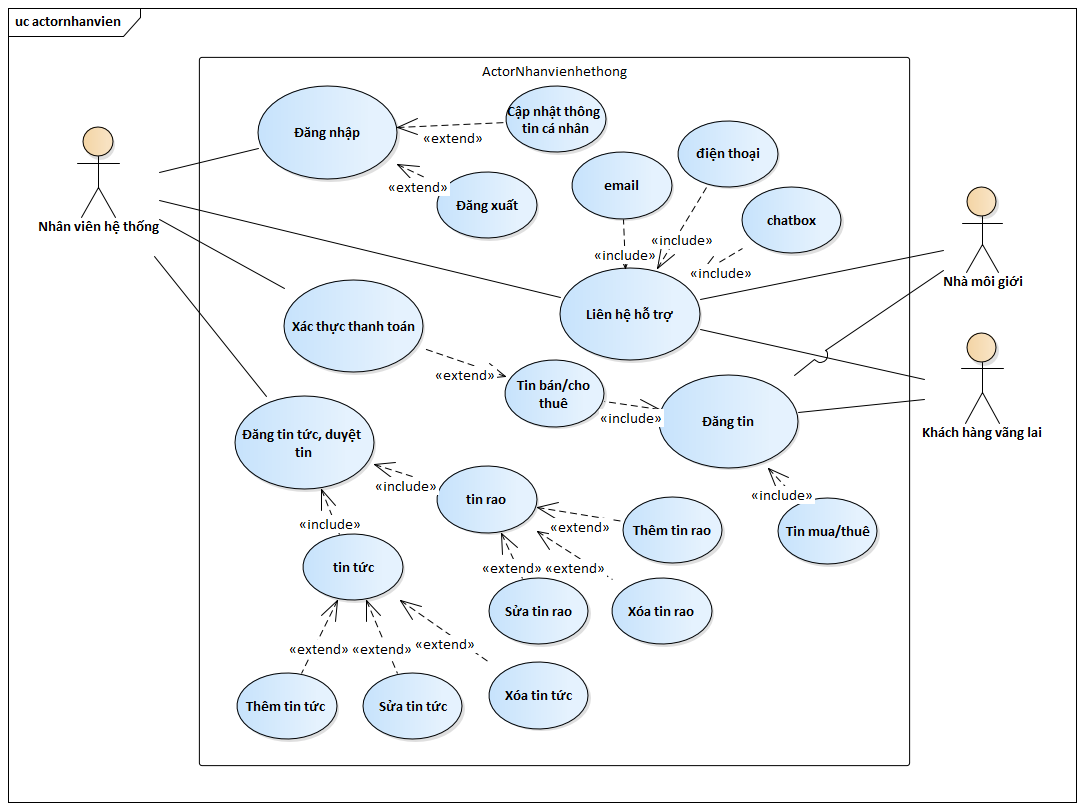 uc actornhanvien
ActorNhanvienhethong
Đăng nhập
Cập nhật thông
tin cá nhân
«extend»
«extend»
Đăng xuất
email
điện thoại
chatbox
«include»
«include»
«include»
Nhân viên hệ thống
Nhà môi giới
Liên hệ hỗ trợ
Xác thực thanh toán
«extend»
Tin bán/cho
thuê
«include»
Đăng tin
Khách hàng vãng lai
Đăng tin tức, duyệt
tin
«include»
tin rao
«include»
Tin mua/thuê
«include»
«extend»
Thêm tin rao
tin tức
«extend»
«extend»
Sửa tin rao
Xóa tin rao
«extend»
«extend»
«extend»
Thêm tin tức
Sửa tin tức
Xóa tin tức